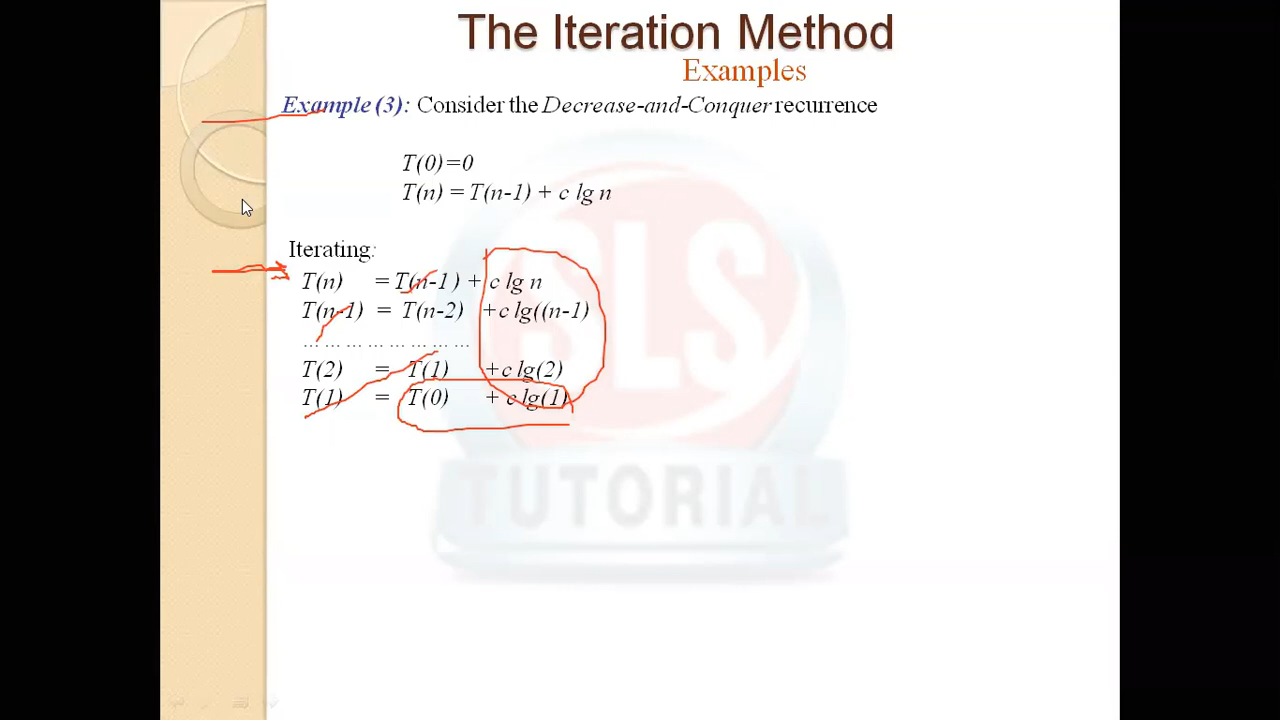 The Iteration Method
Examples
Example (3): Consider the Decrease-and-Conquer recurrence
T(0)=0
T(n) = T(n-1) + c lg n
Iterating:
T(n) = T(n-1) + c lg n
T(n-1) = T(n-2) +c lg((n-1)
… … … … … … … …
T(2) = T(1) +c lg(2)
T(1) = T(0) + c lg(1)
SLS
TUTORIAL